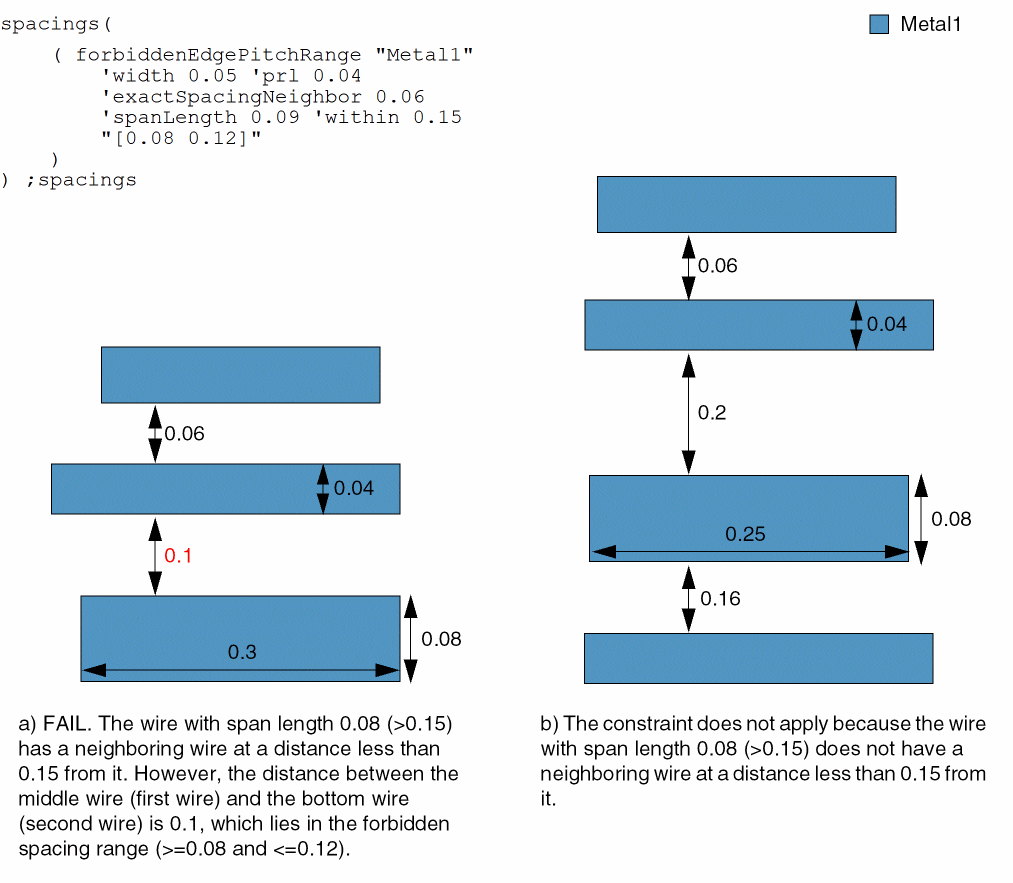 spacings(
( forbiddenEdgePitchRange "Metal1"
'width 0.05 'prl 0.04
'exactSpacingNeighbor 0.06
'spanLength 0.09 'within 0.15
"[0.08 0.12]"
)
) ;spacings
Metal1
0.06
0.04
0.1
0.3
0.08
a) FAIL. The wire with span length 0.08 (>0.15)
has a neighboring wire at a distance less than
0.15 from it. However, the distance between the
middle wire (first wire) and the bottom wire
(second wire) is 0.1, which lies in the forbidden
spacing range (>=0.08 and <=0.12).
0.06
0.04
0.2
0.25
0.08
0.16
b) The constraint does not apply because the wire
with span length 0.08 (>0.15) does not have a
neighboring wire at a distance less than 0.15 from
it.